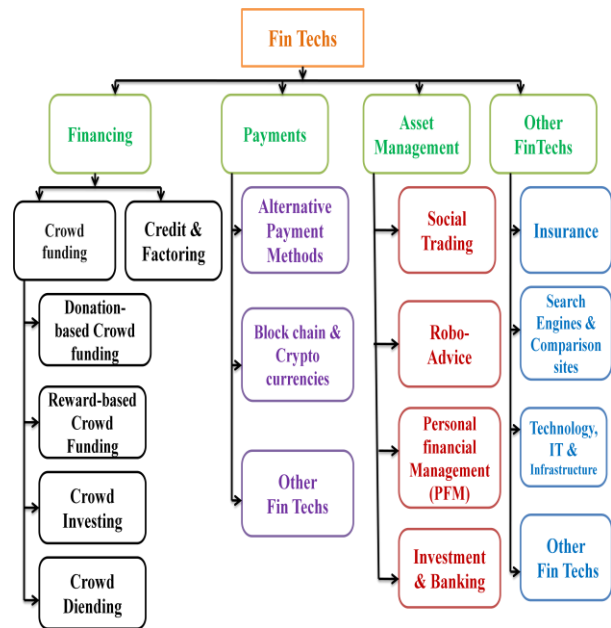 Fin Techs
Financing
Payments
Asset
Management
Other
FinTechs
Crowd
funding
Credit &
Factoring
Donation-
based Crowd
funding
Reward-based
Crowd
Funding
Crowd
Investing
Crowd
Diending
Alternative
Payment
Methods
Block chain &
Crypto
currencies
Other
Fin Techs
Social
Trading
Robo-
Advice
Personal
financial
Management
(PFM)
Investment
& Banking
Insurance
Search
Engines &
Comparison
sites
Technology,
IT &
Infrastructure
Other
Fin Techs